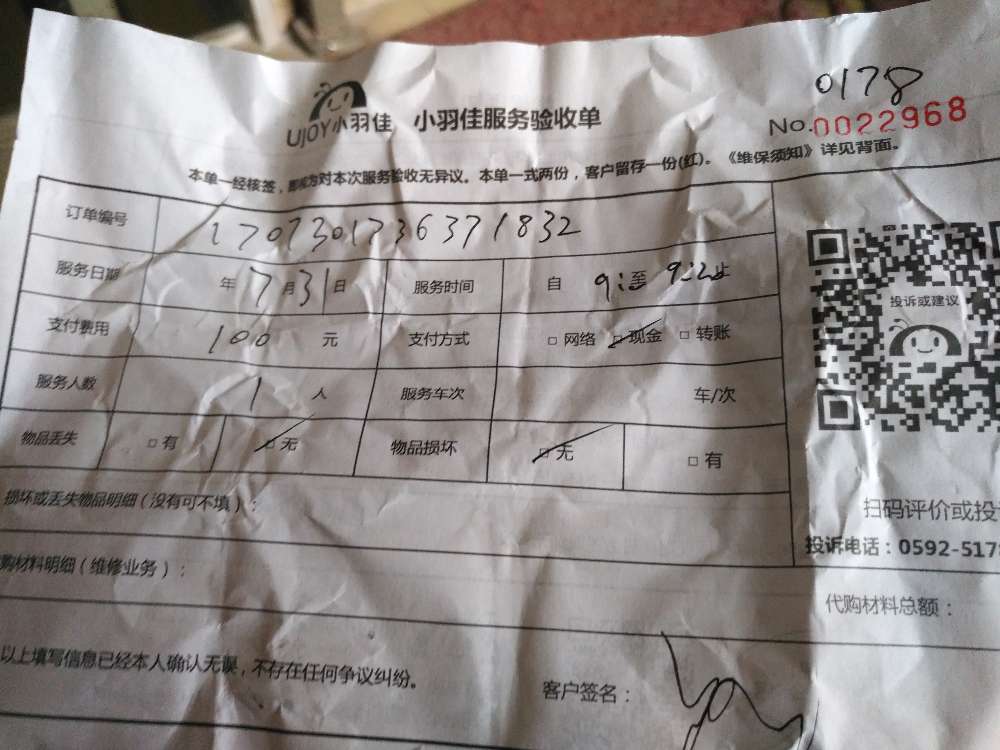 0178
UJOY小羽佳 小羽佳服务验收单 No.0022968
本单一经核签,即视为对本次服务验收无异议。本单一式两份,客户留存一份(红)。《维保须知》详见背面。
订单编号 1707301736371832
服务日期 年7月31日 服务时间 自 9: 至 9: 止
支付费用 100 元 支付方式 □网络 □现金 □转账
服务人数 1 人 服务车次 车/次
物品丢失 □有 □无 物品损坏 □无 □有
投诉或建议
扫码评价或投
投诉电话:0592-517
损坏或丢失物品明细(没有可不填):
购材料明细(维修业务):
代购材料总额:
以上填写信息已经本人确认无误,不存在任何争议纠纷。
客户签名: